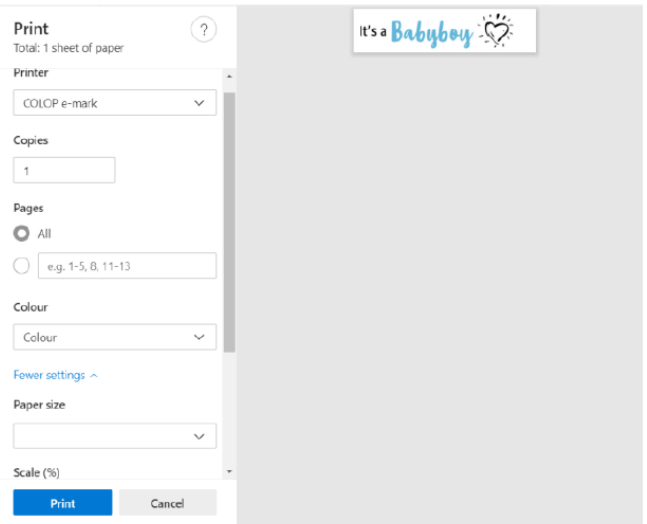 Print
?
Total: 1 sheet of paper
Printer
COLOP e-mark
Copies
1
Pages
All
e.g. 1-5, 8, 11-13
Colour
Colour
Fewer settings
Paper size
Scale (%)
Print Cancel
It's a Babyboy